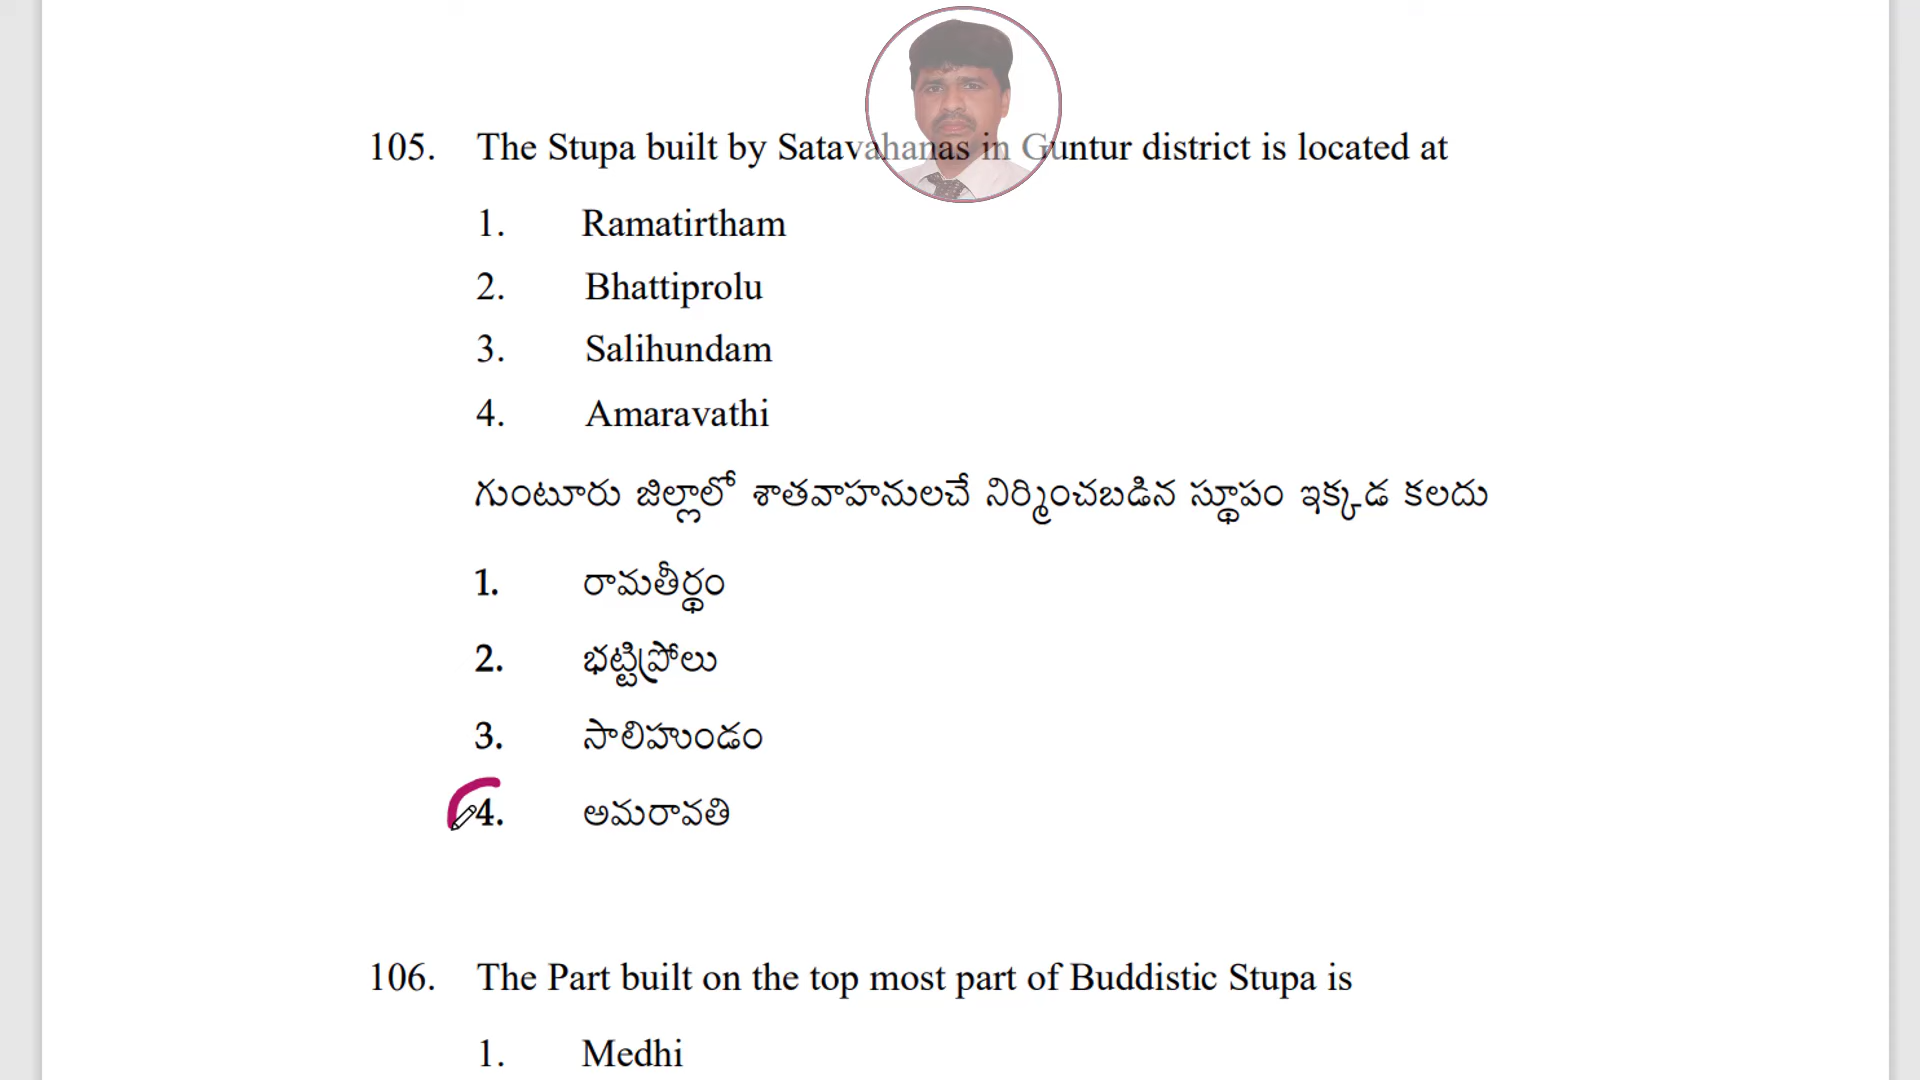 105. The Stupa built by Satavahanas in Guntur district is located at
1. Ramatirtham
2. Bhattiprolu
3. Salihundam
4. Amaravathi
గుంటూరు జిల్లాలో శాతవాహనులచే నిర్మించబడిన స్థూపం ఇక్కడ కలదు
1. రామతీర్థం
2. భట్టిప్రోలు
3. సాలిహుండం
4. అమరావతి
106. The Part built on the top most part of Buddistic Stupa is
1. Medhi